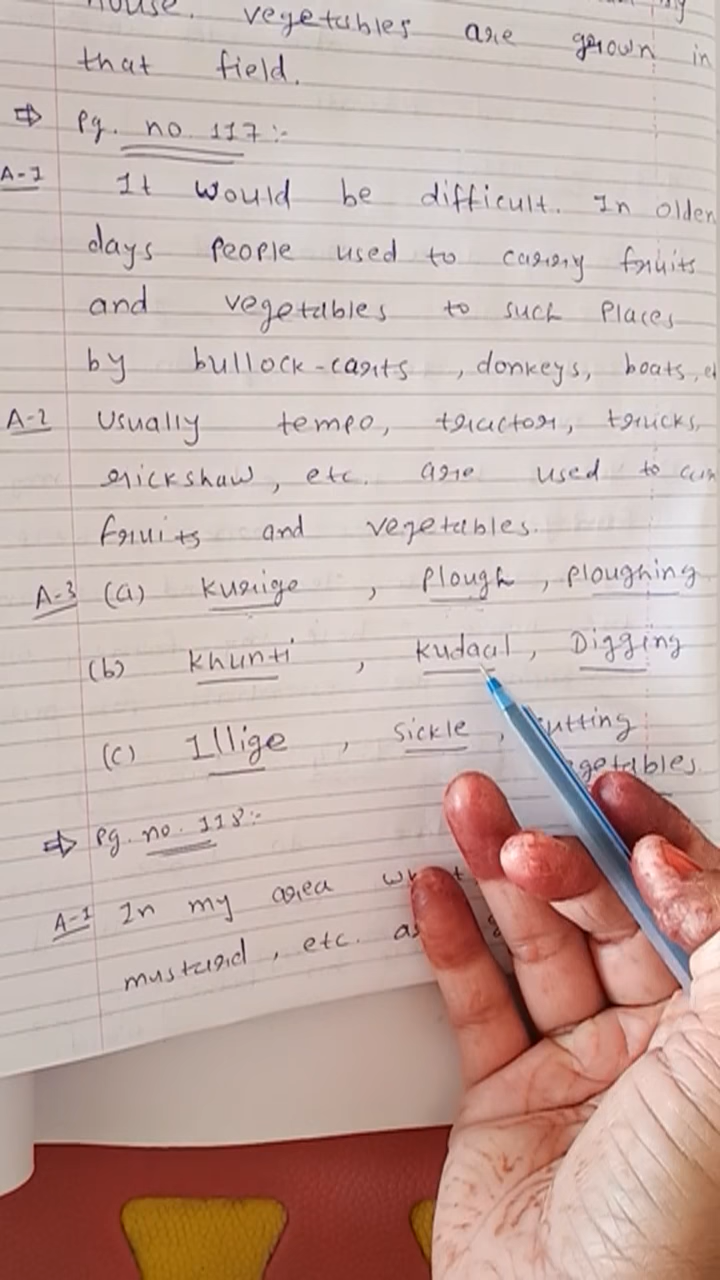 house. vegetables are grown in
that field.
⇒ Pg. no. 117:-
A-1 It would be difficult. In olden
days people used to carry fruits
and vegetables to such places
by bullock-carts, donkeys, boats,
A-2 Usually tempo, tractor, trucks,
rickshaw, etc. are used to
fruits and vegetables.
A-3 (a) kurige, Plough, ploughing
(b) khunti, kudaal, Digging
(c) Illige, Sickle,
⇒ Pg. no. 118:-
A-1 In my area
mustard, etc.